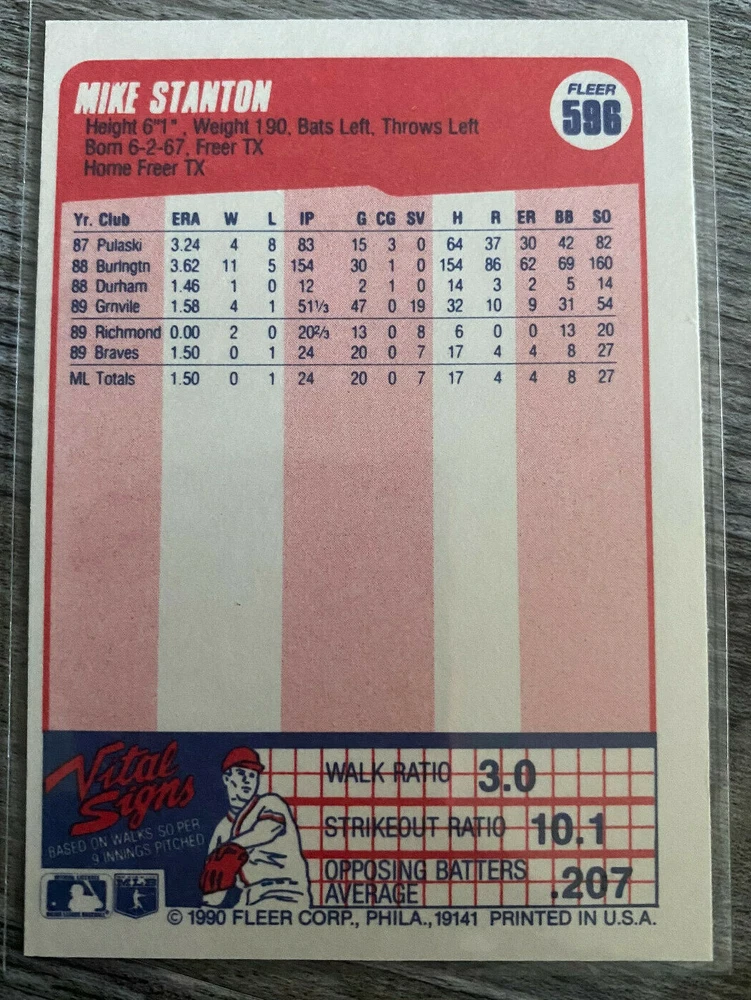 MIKE STANTON
FLEER
596
Height 6"1" , Weight 190, Bats Left, Throws Left
Born 6-2-67, Freer TX
Home Freer TX
Yr. Club ERA W L IP G CG SV H R ER BB SO
87 Pulaski 3.24 4 8 83 15 3 0 64 37 30 42 82
88 Burlngtn 3.62 11 5 154 30 1 0 154 86 62 69 160
88 Durham 1.46 1 0 12 2 1 0 14 3 2 5 14
89 Grnvile 1.58 4 1 51⅓ 47 0 19 32 10 9 31 54
89 Richmond 0.00 2 0 20⅔ 13 0 8 6 0 0 13 20
89 Braves 1.50 0 1 24 20 0 7 17 4 4 8 27
ML Totals 1.50 0 1 24 20 0 7 17 4 4 8 27
Vital
Signs
BASED ON WALKS SO PER
9 INNINGS PITCHED
WALK RATIO 3.0
STRIKEOUT RATIO 10.1
OPPOSING BATTERS
AVERAGE .207
MAJOR LEAGUE BASEBALL
MLB
© 1990 FLEER CORP., PHILA., 19141 PRINTED IN U.S.A.